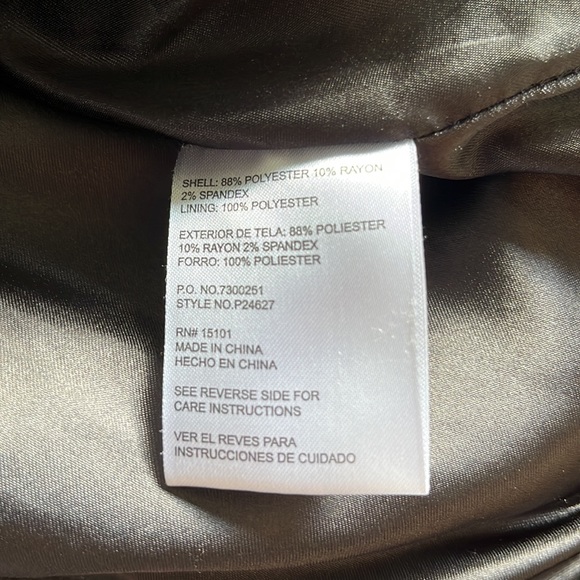 SHELL: 88% POLYESTER 10% RAYON
2% SPANDEX
LINING: 100% POLYESTER
EXTERIOR DE TELA: 88% POLIESTER
10% RAYON 2% SPANDEX
FORRO: 100% POLIESTER
P.O. NO.7300251
STYLE NO.P24627
RN# 15101
MADE IN CHINA
HECHO EN CHINA
SEE REVERSE SIDE FOR
CARE INSTRUCTIONS
VER EL REVES PARA
INSTRUCCIONES DE CUIDADO